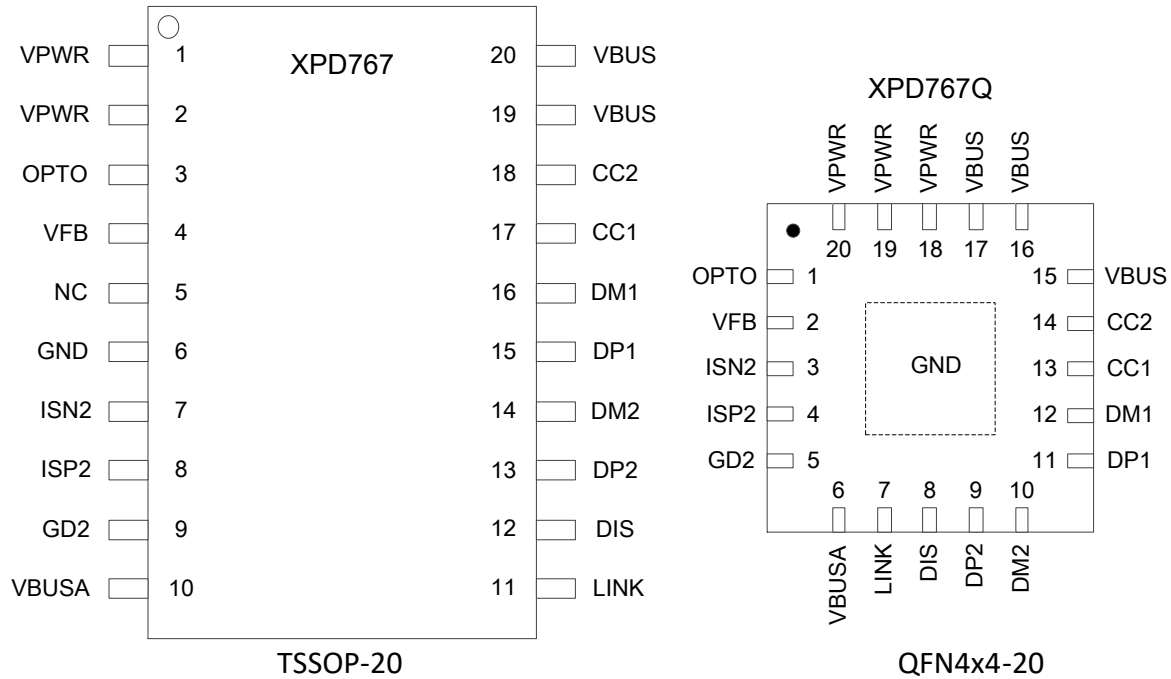 XPD767
VPWR 1 20 VBUS
VPWR 2 19 VBUS
OPTO 3 18 CC2
VFB 4 17 CC1
NC 5 16 DM1
GND 6 15 DP1
ISN2 7 14 DM2
ISP2 8 13 DP2
GD2 9 12 DIS
VBUSA 10 11 LINK
TSSOP-20
XPD767Q
VPWR VPWR VPWR VBUS VBUS
20 19 18 17 16
OPTO 1 15 VBUS
VFB 2 14 CC2
ISN2 3 13 CC1
GND
ISP2 4 12 DM1
GD2 5 11 DP1
6 7 8 9 10
VBUSA LINK DIS DP2 DM2
QFN4x4-20